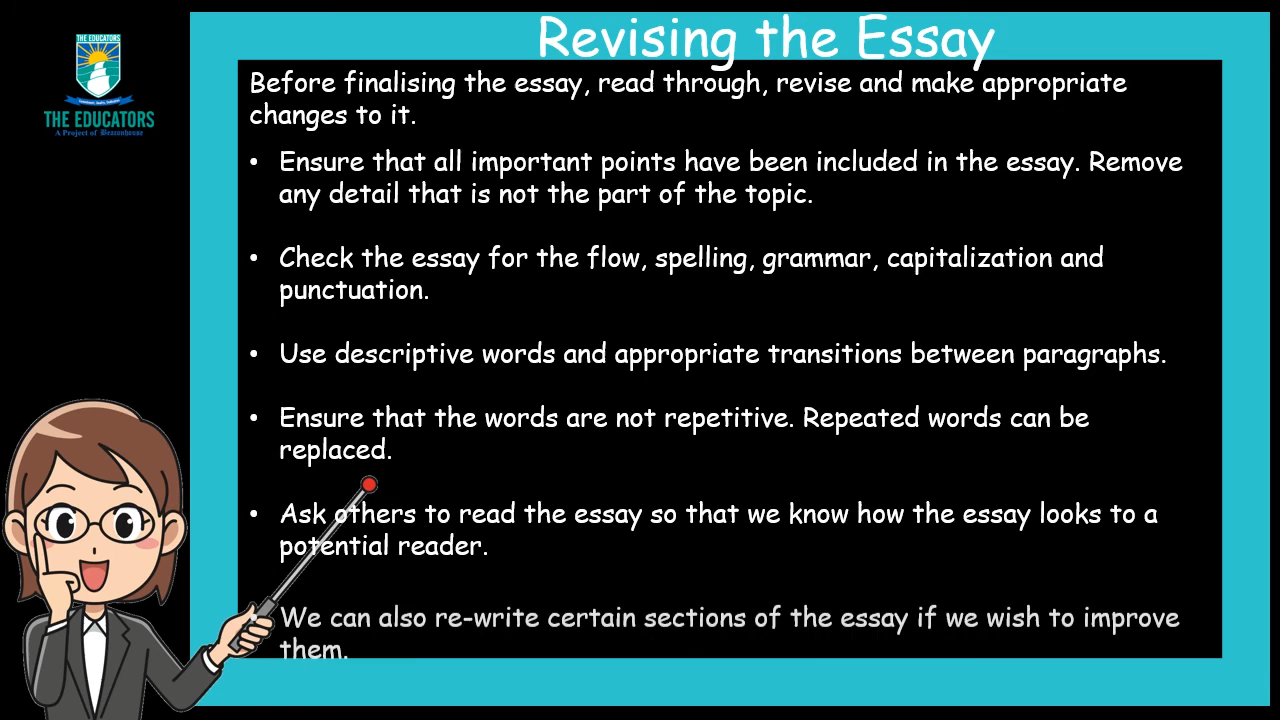 THE EDUCATORS
THE EDUCATORS
A Project of Beaconhouse
Revising the Essay
Before finalising the essay, read through, revise and make appropriate
changes to it.
• Ensure that all important points have been included in the essay. Remove
any detail that is not the part of the topic.
• Check the essay for the flow, spelling, grammar, capitalization and
punctuation.
• Use descriptive words and appropriate transitions between paragraphs.
• Ensure that the words are not repetitive. Repeated words can be
replaced.
• Ask others to read the essay so that we know how the essay looks to a
potential reader.
We can also re-write certain sections of the essay if we wish to improve
them.